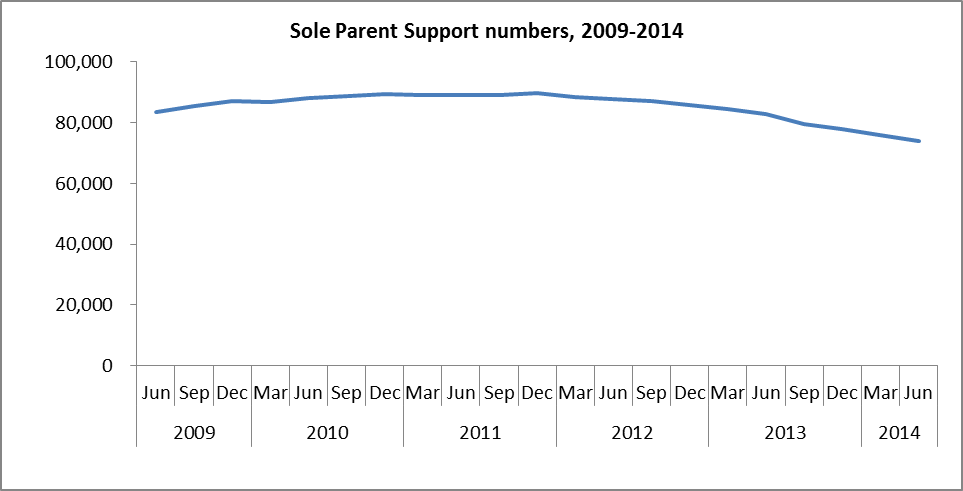 Sole Parent Support numbers, 2009-2014
100,000
80,000
60,000
40,000
20,000
0
Jun Sep Dec Mar Jun Sep Dec Mar Jun Sep Dec Mar Jun Sep Dec Mar Jun Sep Dec Mar Jun
2009 2010 2011 2012 2013 2014